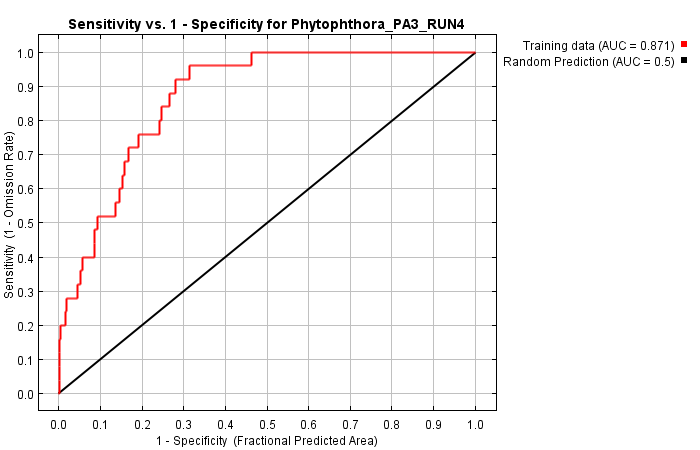 Sensitivity vs. 1 - Specificity for Phytophthora_PA3_RUN4
Training data (AUC = 0.871)
Random Prediction (AUC = 0.5)
Sensitivity (1 - Omission Rate)
1.0
0.9
0.8
0.7
0.6
0.5
0.4
0.3
0.2
0.1
0.0
0.0 0.1 0.2 0.3 0.4 0.5 0.6 0.7 0.8 0.9 1.0
1 - Specificity (Fractional Predicted Area)